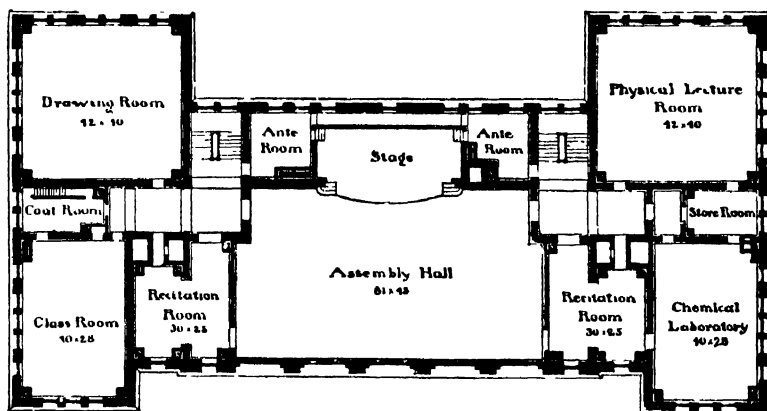 Drawing Room
42 x 40
Ante
Room
Stage
Ante
Room
Physical Lecture
Room
42 x 40
Coat Room
Store Room
Class Room
40 x 28
Recitation
Room
30 x 25
Assembly Hall
81 x 45
Recitation
Room
30 x 25
Chemical
Laboratory
40 x 28